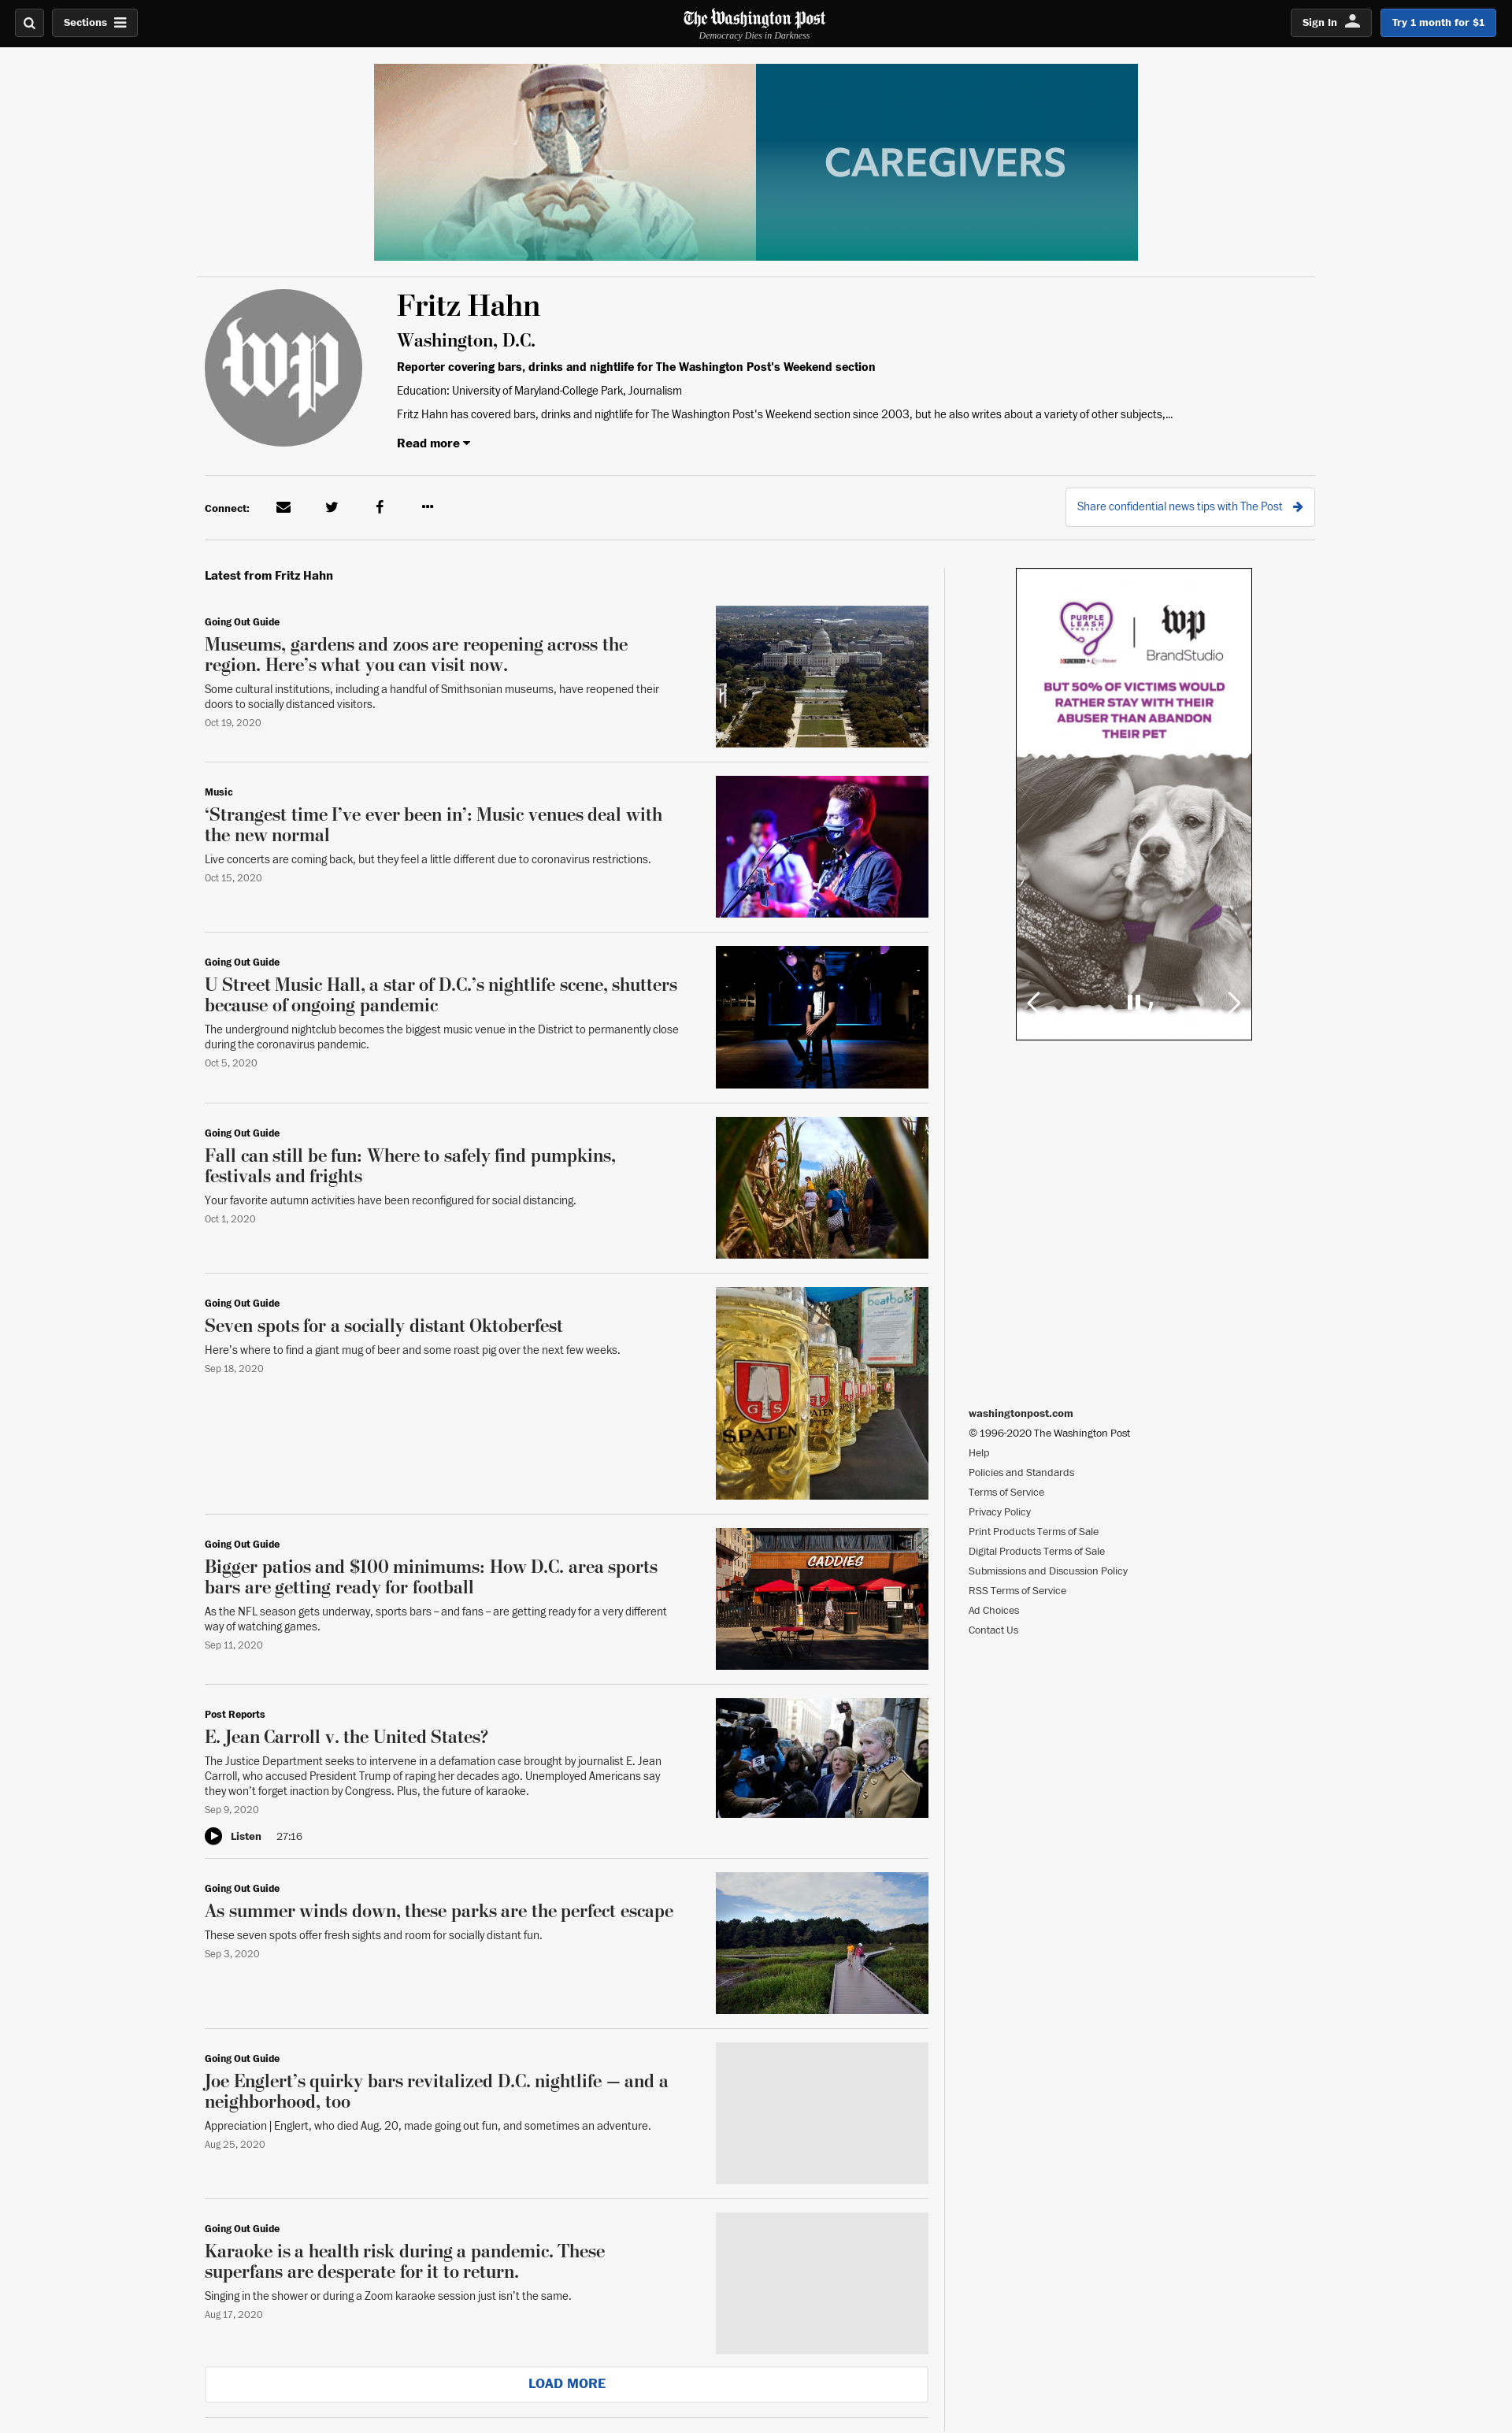 Sections
The Washington Post
Democracy Dies in Darkness
Sign In
Try 1 month for $1
CAREGIVERS
wp
Fritz Hahn
Washington, D.C.
Reporter covering bars, drinks and nightlife for The Washington Post's Weekend section
Education: University of Maryland-College Park, Journalism
Fritz Hahn has covered bars, drinks and nightlife for The Washington Post's Weekend section since 2003, but he also writes about a variety of other subjects,...
Read more
Connect:
Share confidential news tips with The Post
Latest from Fritz Hahn
Going Out Guide
Museums, gardens and zoos are reopening across the
region. Here’s what you can visit now.
Some cultural institutions, including a handful of Smithsonian museums, have reopened their
doors to socially distanced visitors.
Oct 19, 2020
Music
‘Strangest time I’ve ever been in’: Music venues deal with
the new normal
Live concerts are coming back, but they feel a little different due to coronavirus restrictions.
Oct 15, 2020
Going Out Guide
U Street Music Hall, a star of D.C.’s nightlife scene, shutters
because of ongoing pandemic
The underground nightclub becomes the biggest music venue in the District to permanently close
during the coronavirus pandemic.
Oct 5, 2020
Going Out Guide
Fall can still be fun: Where to safely find pumpkins,
festivals and frights
Your favorite autumn activities have been reconfigured for social distancing.
Oct 1, 2020
Going Out Guide
Seven spots for a socially distant Oktoberfest
Here’s where to find a giant mug of beer and some roast pig over the next few weeks.
Sep 18, 2020
beatbox
G S
SPATEN
München
Going Out Guide
Bigger patios and $100 minimums: How D.C. area sports
bars are getting ready for football
As the NFL season gets underway, sports bars – and fans – are getting ready for a very different
way of watching games.
Sep 11, 2020
CADDIES
Post Reports
E. Jean Carroll v. the United States?
The Justice Department seeks to intervene in a defamation case brought by journalist E. Jean
Carroll, who accused President Trump of raping her decades ago. Unemployed Americans say
they won’t forget inaction by Congress. Plus, the future of karaoke.
Sep 9, 2020
Listen 27:16
Going Out Guide
As summer winds down, these parks are the perfect escape
These seven spots offer fresh sights and room for socially distant fun.
Sep 3, 2020
Going Out Guide
Joe Englert’s quirky bars revitalized D.C. nightlife — and a
neighborhood, too
Appreciation | Englert, who died Aug. 20, made going out fun, and sometimes an adventure.
Aug 25, 2020
Going Out Guide
Karaoke is a health risk during a pandemic. These
superfans are desperate for it to return.
Singing in the shower or during a Zoom karaoke session just isn’t the same.
Aug 17, 2020
LOAD MORE
PURPLE
LEASH
PROJECT
PURINA
wp
BrandStudio
BUT 50% OF VICTIMS WOULD
RATHER STAY WITH THEIR
ABUSER THAN ABANDON
THEIR PET
washingtonpost.com
© 1996-2020 The Washington Post
Help
Policies and Standards
Terms of Service
Privacy Policy
Print Products Terms of Sale
Digital Products Terms of Sale
Submissions and Discussion Policy
RSS Terms of Service
Ad Choices
Contact Us